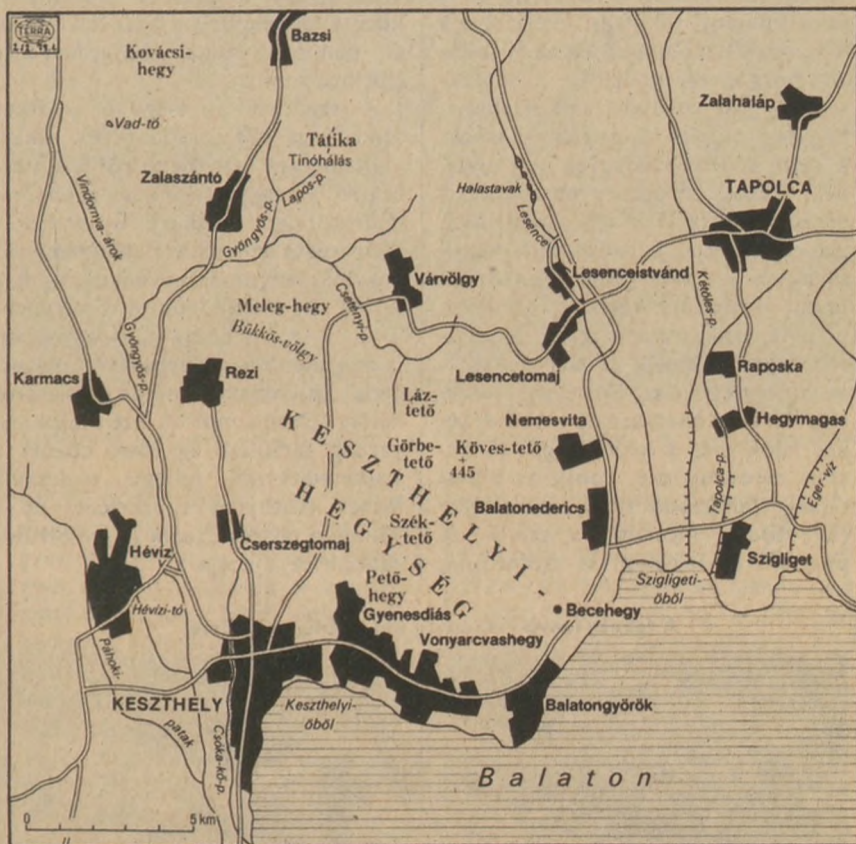 TERRA
Bazsi
Kovácsi-
hegy
Zalahaláp
Vad-tó
Tátika
Tinóhálás
Zalaszántó
Lapos-p.
Halastavak
TAPOLCA
Vindornya-árok
Gyöngyös-p.
Lesence
Várvölgy
Lesenceistvánd
Kétöles-p.
Meleg-hegy
Csetényi-p.
Bükkös-völgy
Gyöngyös-p.
Karmacs
Rezi
Lesencetomaj
Raposka
Láz-
tető
Nemesvita
Hegymagas
KESZTHELYI-
HEGYSÉG
Görbe-
tető
Köves-tető
445
Tapolca-p.
Eger-víz
Balatonederics
Szék-
tető
Cserszegtomaj
Hévíz
Szigliget
Pető-
hegy
Szigligeti-
öböl
Gyenesdiás
Becehegy
Hévízi-tó
Vonyarcvashegy
Páhoki-
patak
KESZTHELY
Keszthelyi-
öböl
Balatongyörök
Csóka-kő-p.
Balaton
0
5 km